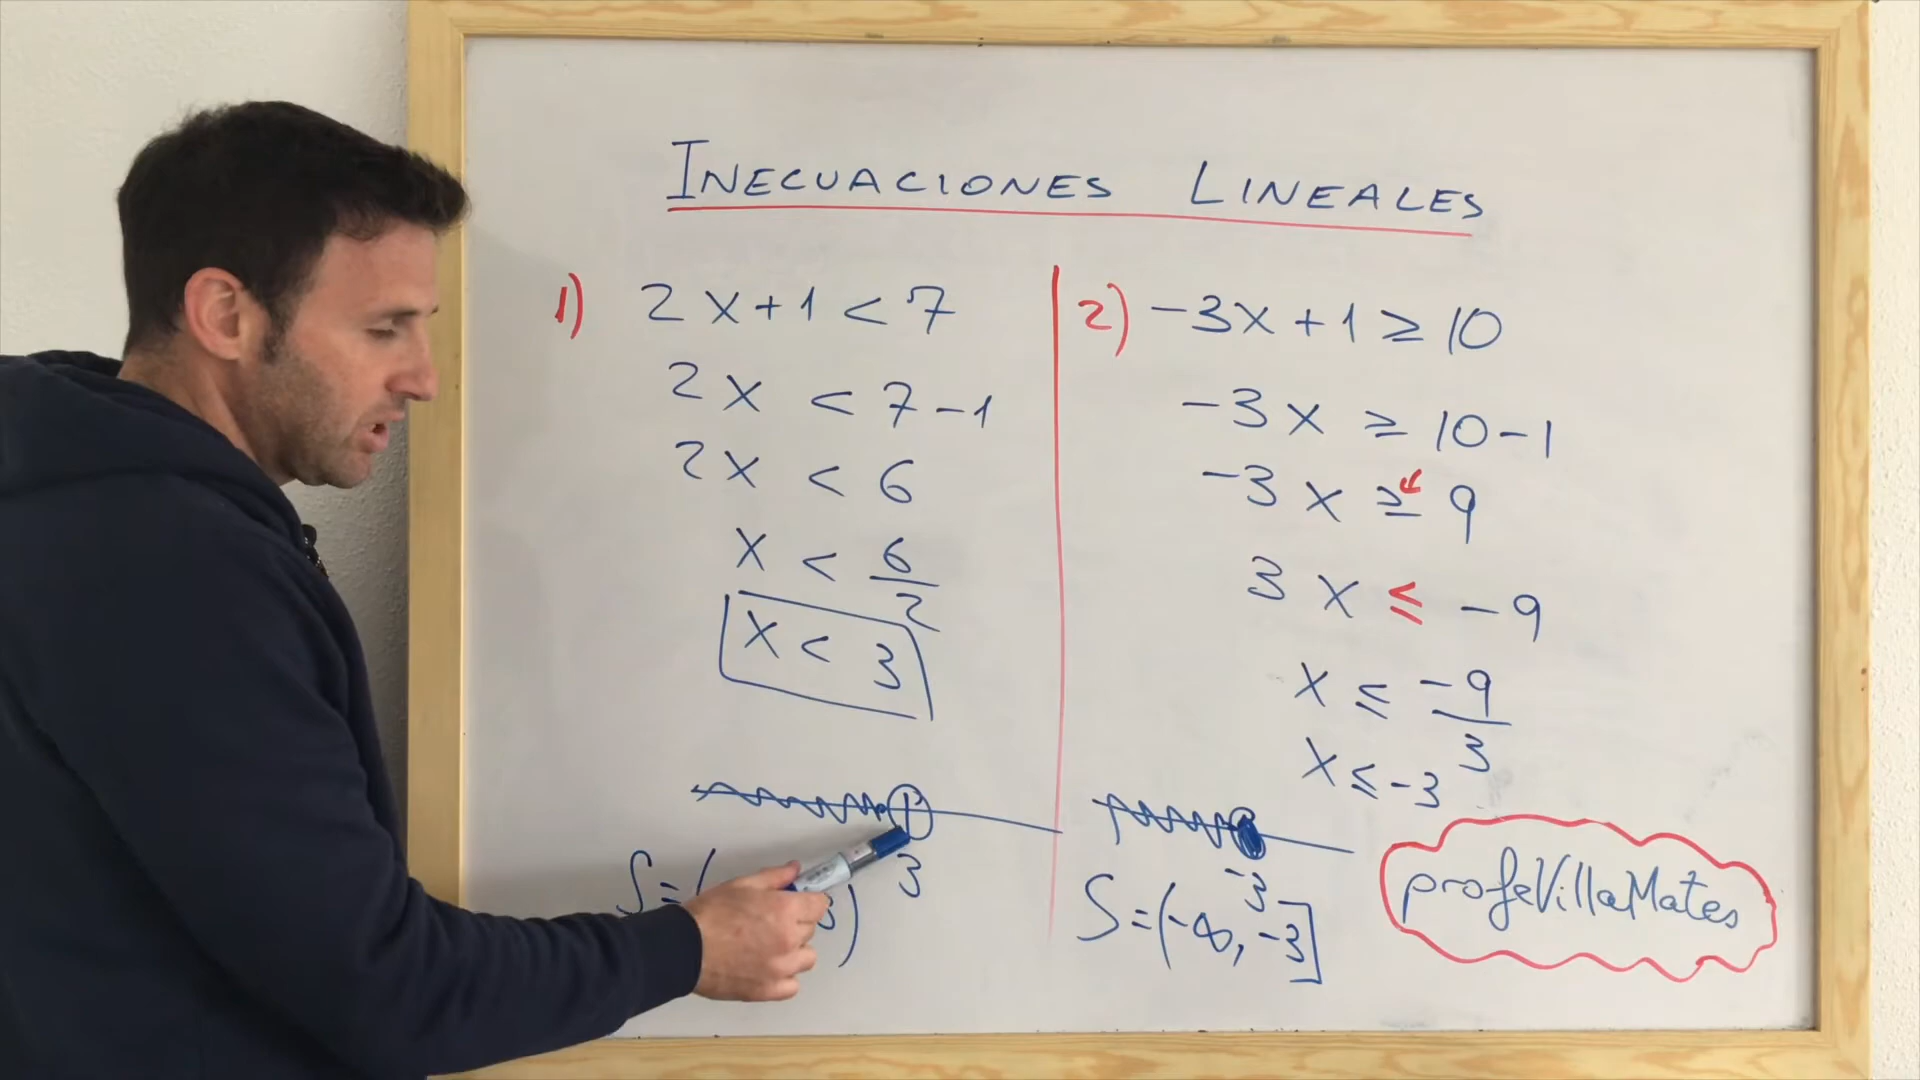 INECUACIONES LINEALES
1) 2x+1<7
2x < 7-1
2x < 6
x < 6/2
x < 3
3
S=( 3)
2) -3x+1≥10
-3x ≥ 10-1
-3x ≥ 9
3x ≤ -9
x ≤ -9/3
x ≤ -3
-3
S=(-∞, -3]
profeVillaMates